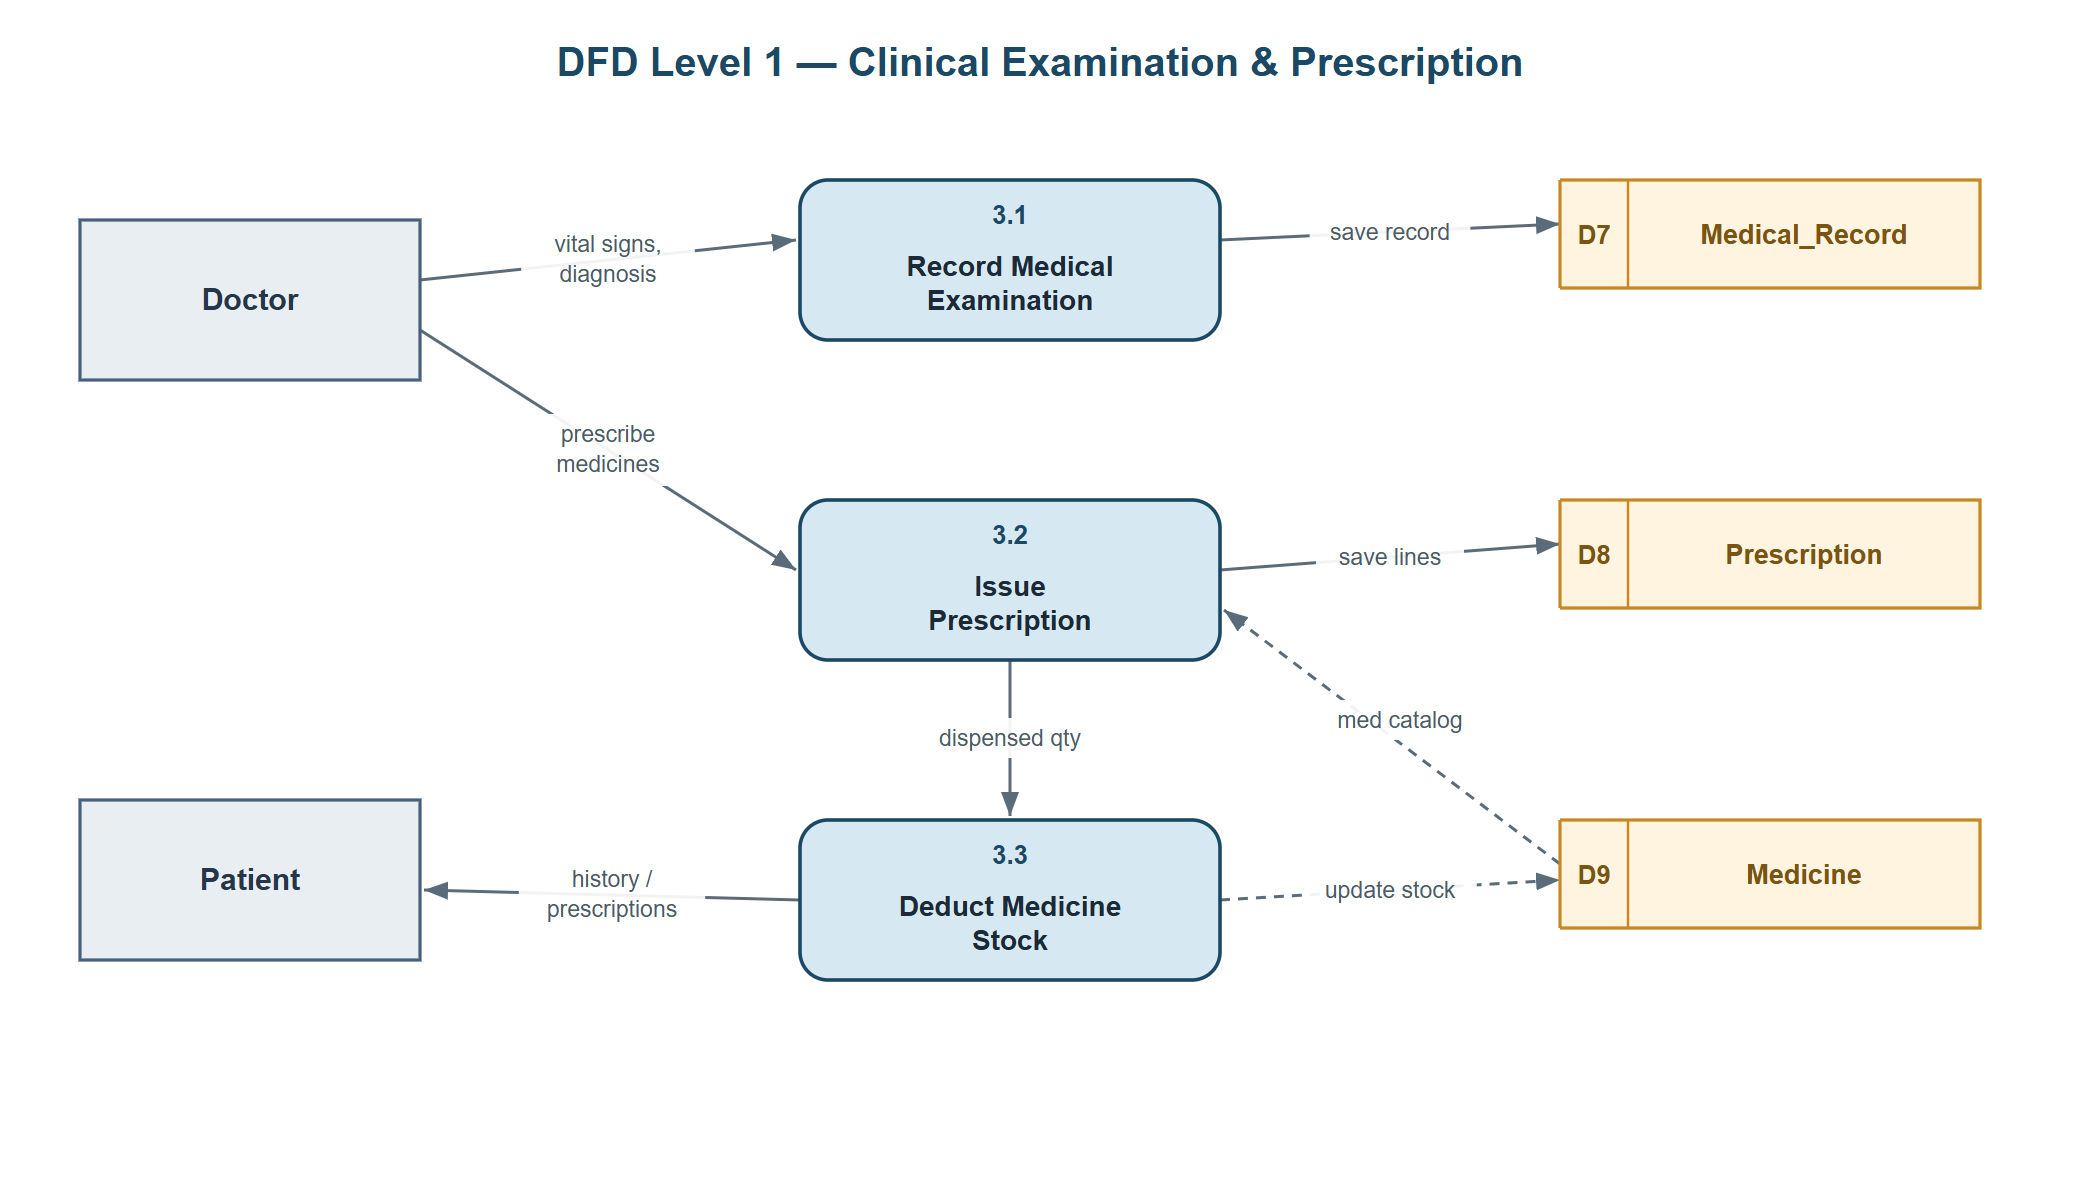 DFD Level 1 — Clinical Examination & Prescription
Doctor
vital signs,
diagnosis
3.1
Record Medical
Examination
save record
D7
Medical_Record
prescribe
medicines
3.2
Issue
Prescription
save lines
D8
Prescription
dispensed qty
med catalog
Patient
history /
prescriptions
3.3
Deduct Medicine
Stock
update stock
D9
Medicine